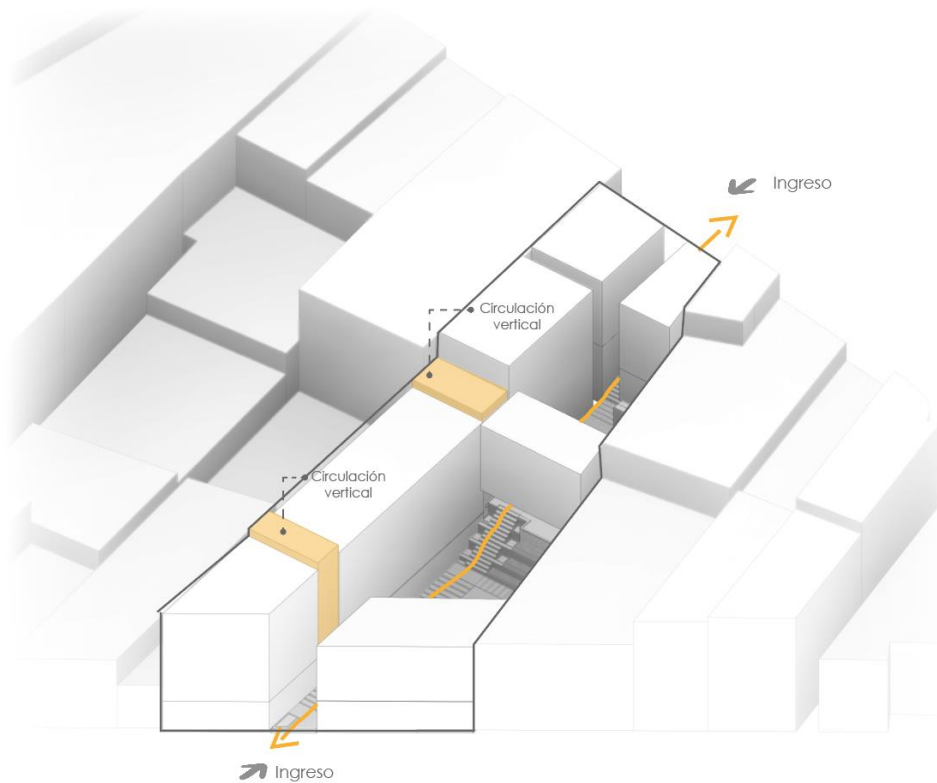 Ingreso
Circulación
vertical
Circulación
vertical
Ingreso